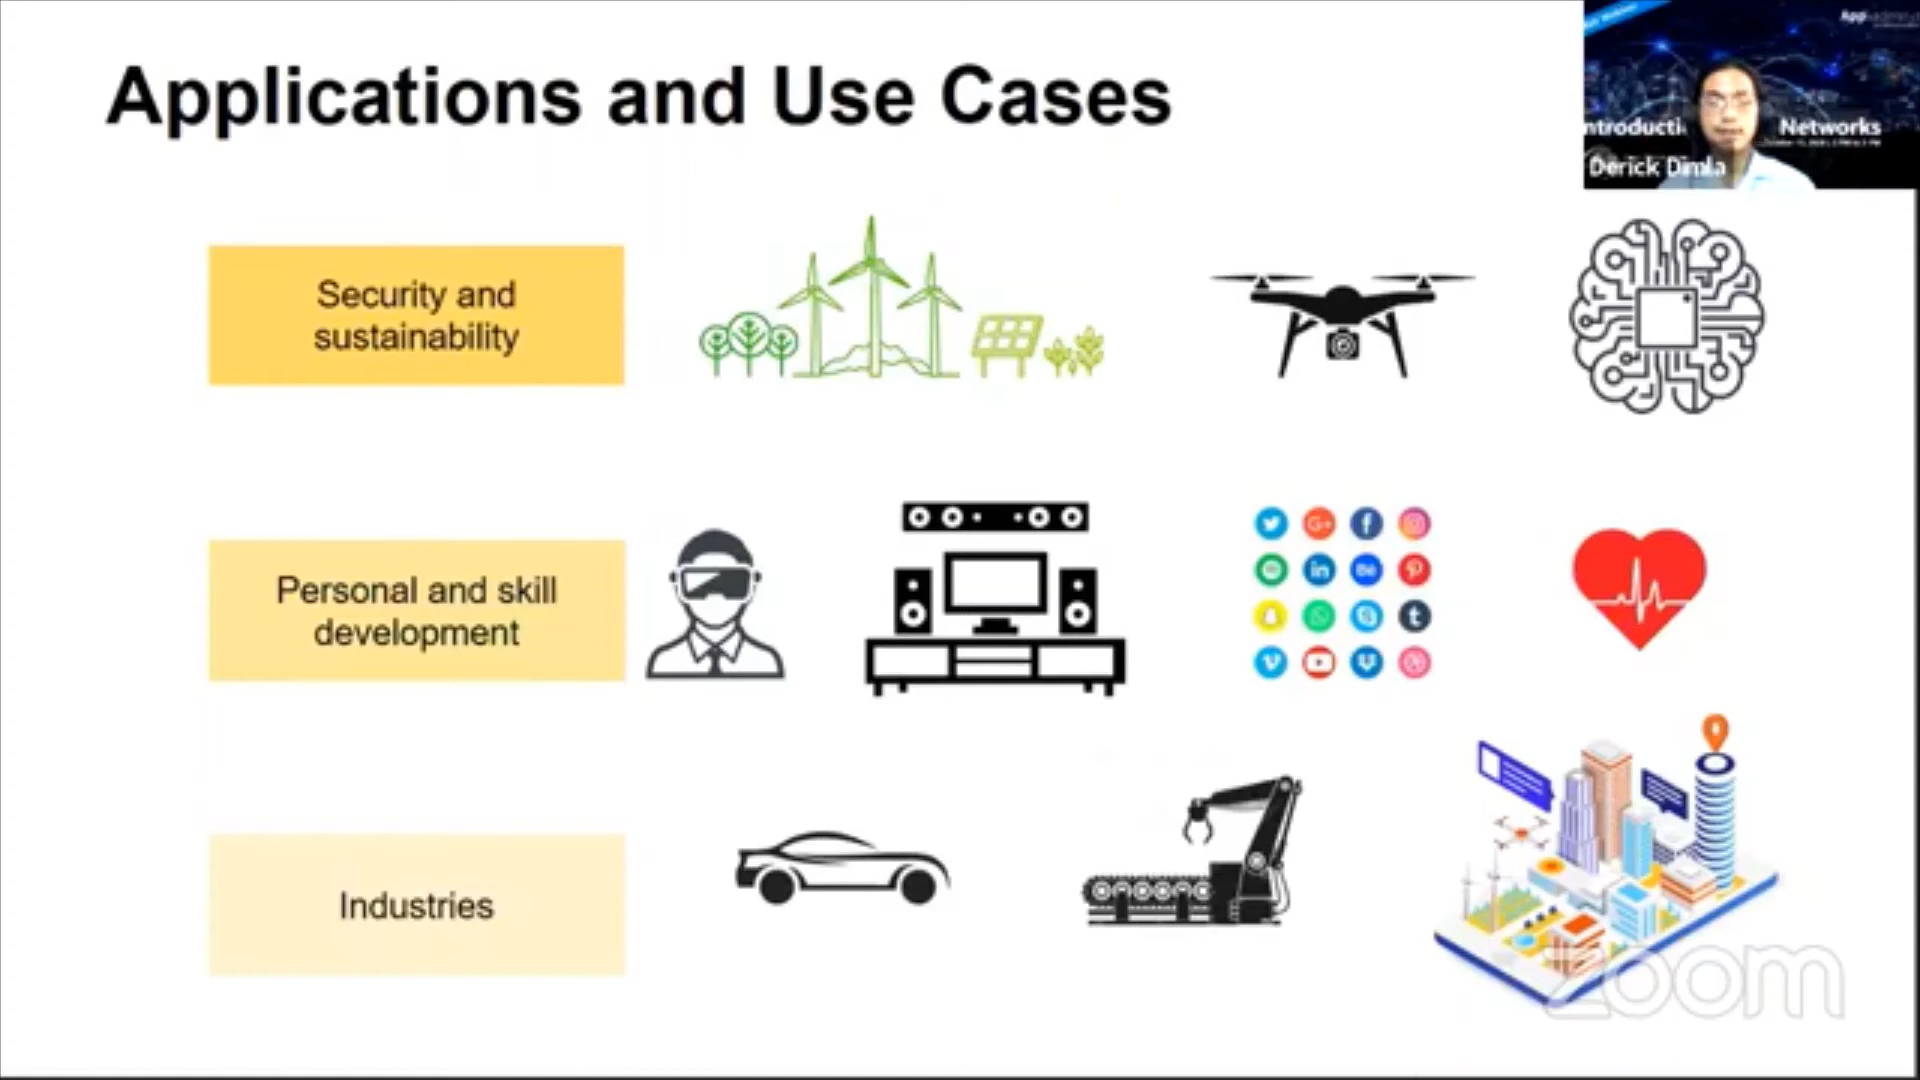 Applications and Use Cases
Networks
Derick Dimla
Security and
sustainability
Personal and skill
development
Industries
zoom